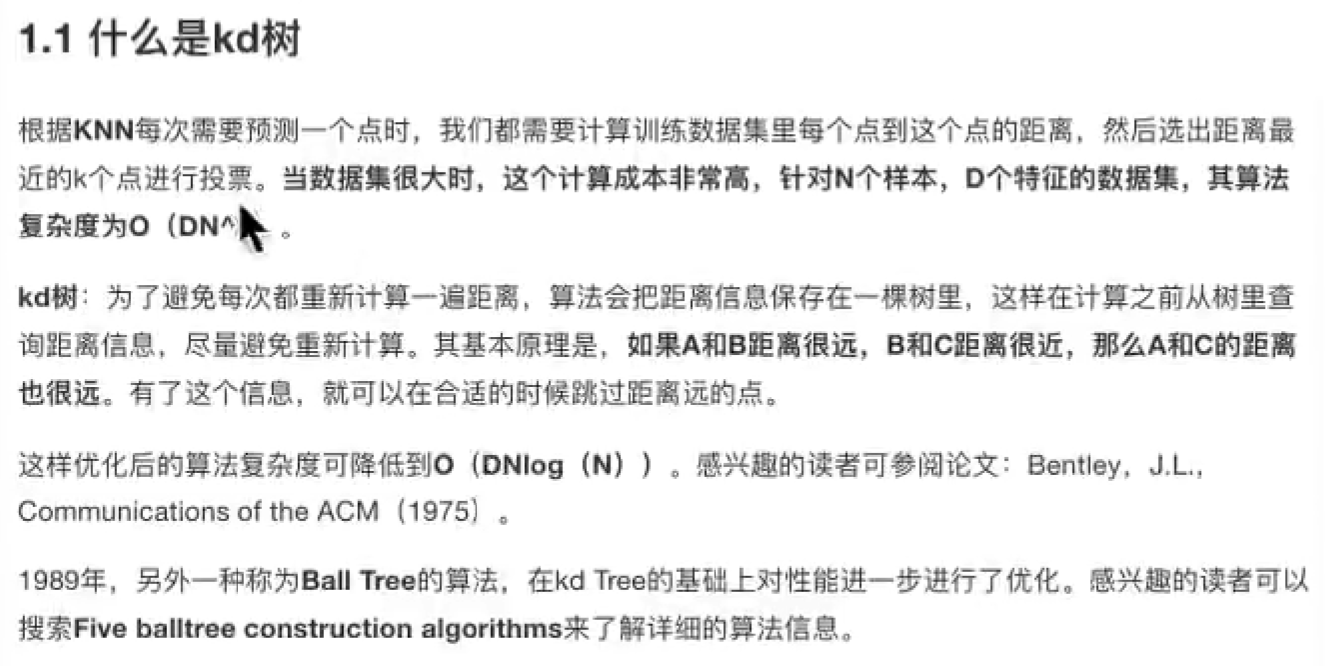 1.1 什么是kd树
根据KNN每次需要预测一个点时，我们都需要计算训练数据集里每个点到这个点的距离，然后选出距离最
近的k个点进行投票。当数据集很大时，这个计算成本非常高，针对N个样本，D个特征的数据集，其算法
复杂度为O（DN^ 。
kd树：为了避免每次都重新计算一遍距离，算法会把距离信息保存在一棵树里，这样在计算之前从树里查
询距离信息，尽量避免重新计算。其基本原理是，如果A和B距离很远，B和C距离很近，那么A和C的距离
也很远。有了这个信息，就可以在合适的时候跳过距离远的点。
这样优化后的算法复杂度可降低到O（DNlog（N））。感兴趣的读者可参阅论文：Bentley，J.L.，
Communications of the ACM（1975）。
1989年，另外一种称为Ball Tree的算法，在kd Tree的基础上对性能进一步进行了优化。感兴趣的读者可以
搜索Five balltree construction algorithms来了解详细的算法信息。